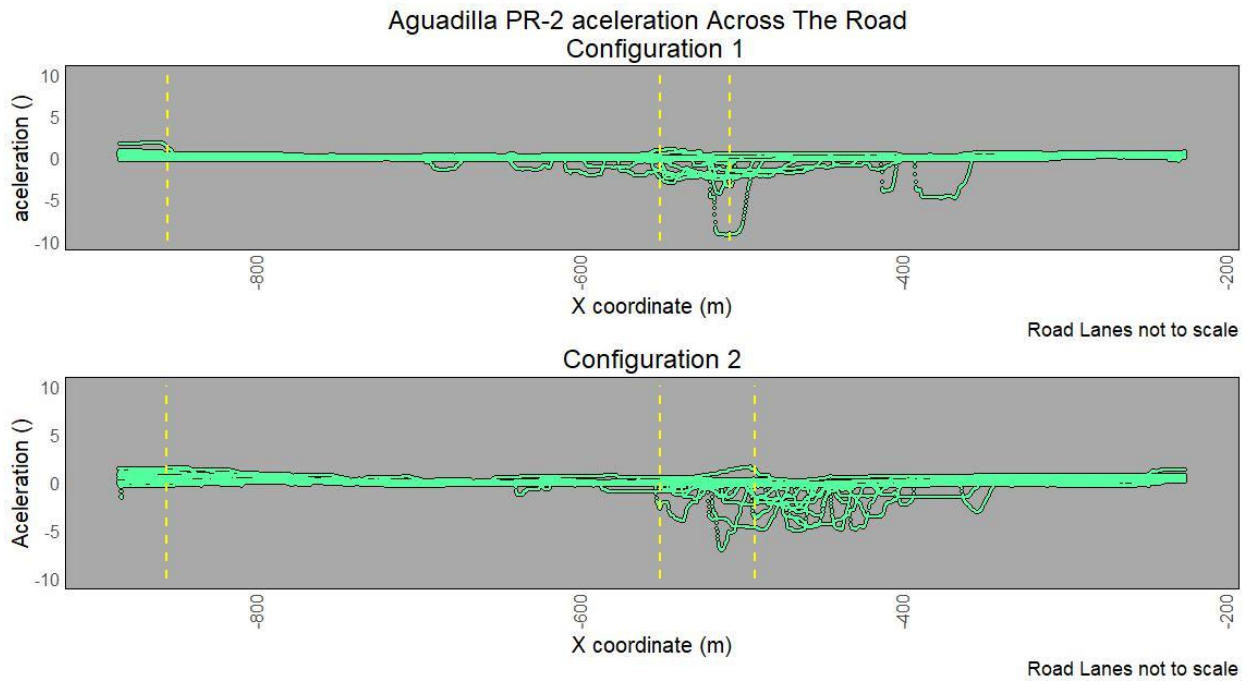 Aguadilla PR-2 aceleration Across The Road
Configuration 1
10
5
0
-5
-10
aceleration ()
-800
-600
-400
-200
X coordinate (m)
Road Lanes not to scale
Configuration 2
10
5
0
-5
-10
Aceleration ()
-800
-600
-400
-200
X coordinate (m)
Road Lanes not to scale